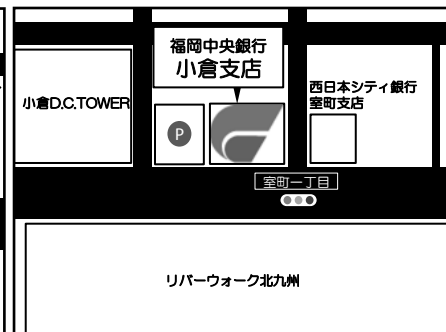 福岡中央銀行
小倉支店
小倉D.C.TOWER
西日本シティ銀行
室町支店
P
室町一丁目
リバーウォーク北九州